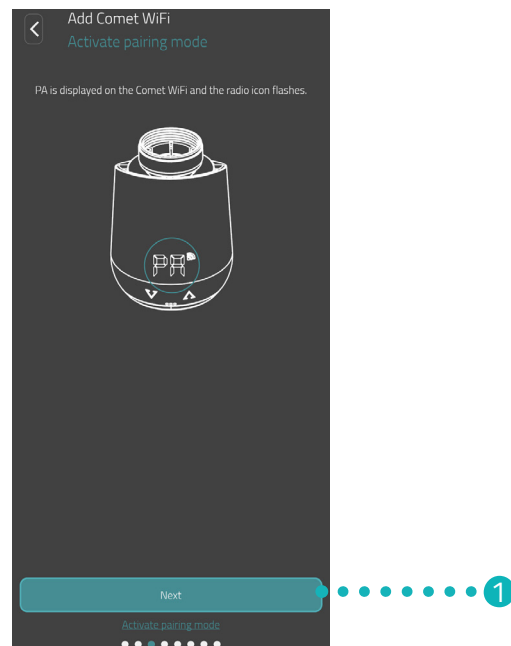 Add Comet WiFi
Activate pairing mode
PA is displayed on the Comet WiFi and the radio icon flashes.
PA
Next
1
Activate pairing mode